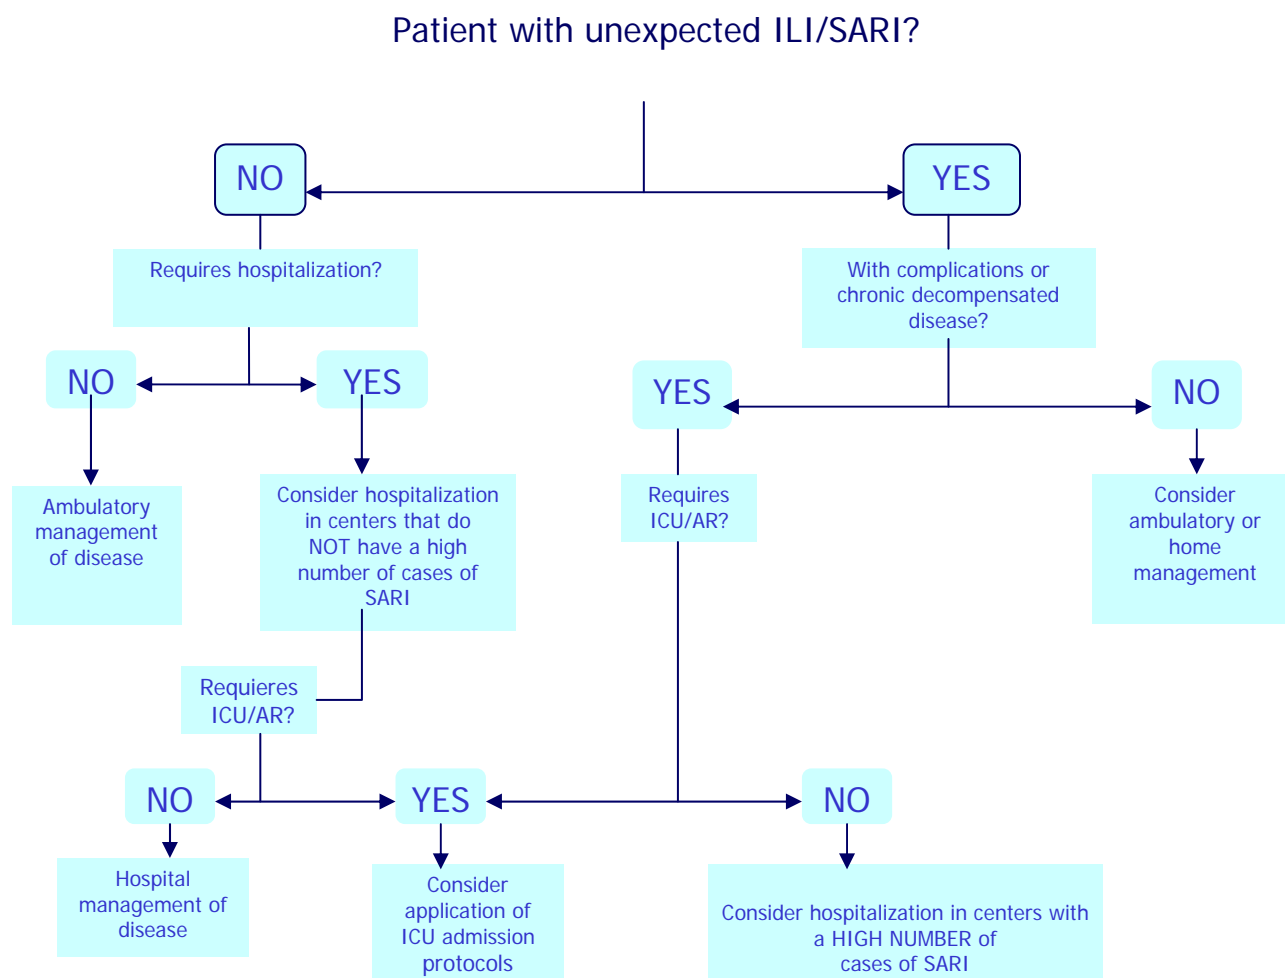 Patient with unexpected ILI/SARI?
NO
YES
Requires hospitalization?
With complications or
chronic decompensated
disease?
NO
YES
YES
NO
Ambulatory
management
of disease
Consider hospitalization
in centers that do
NOT have a high
number of cases of
SARI
Requires
ICU/AR?
Consider
ambulatory or
home
management
Requieres
ICU/AR?
NO
YES
NO
Hospital
management of
disease
Consider
application of
ICU admission
protocols
Consider hospitalization in centers with
a HIGH NUMBER of
cases of SARI